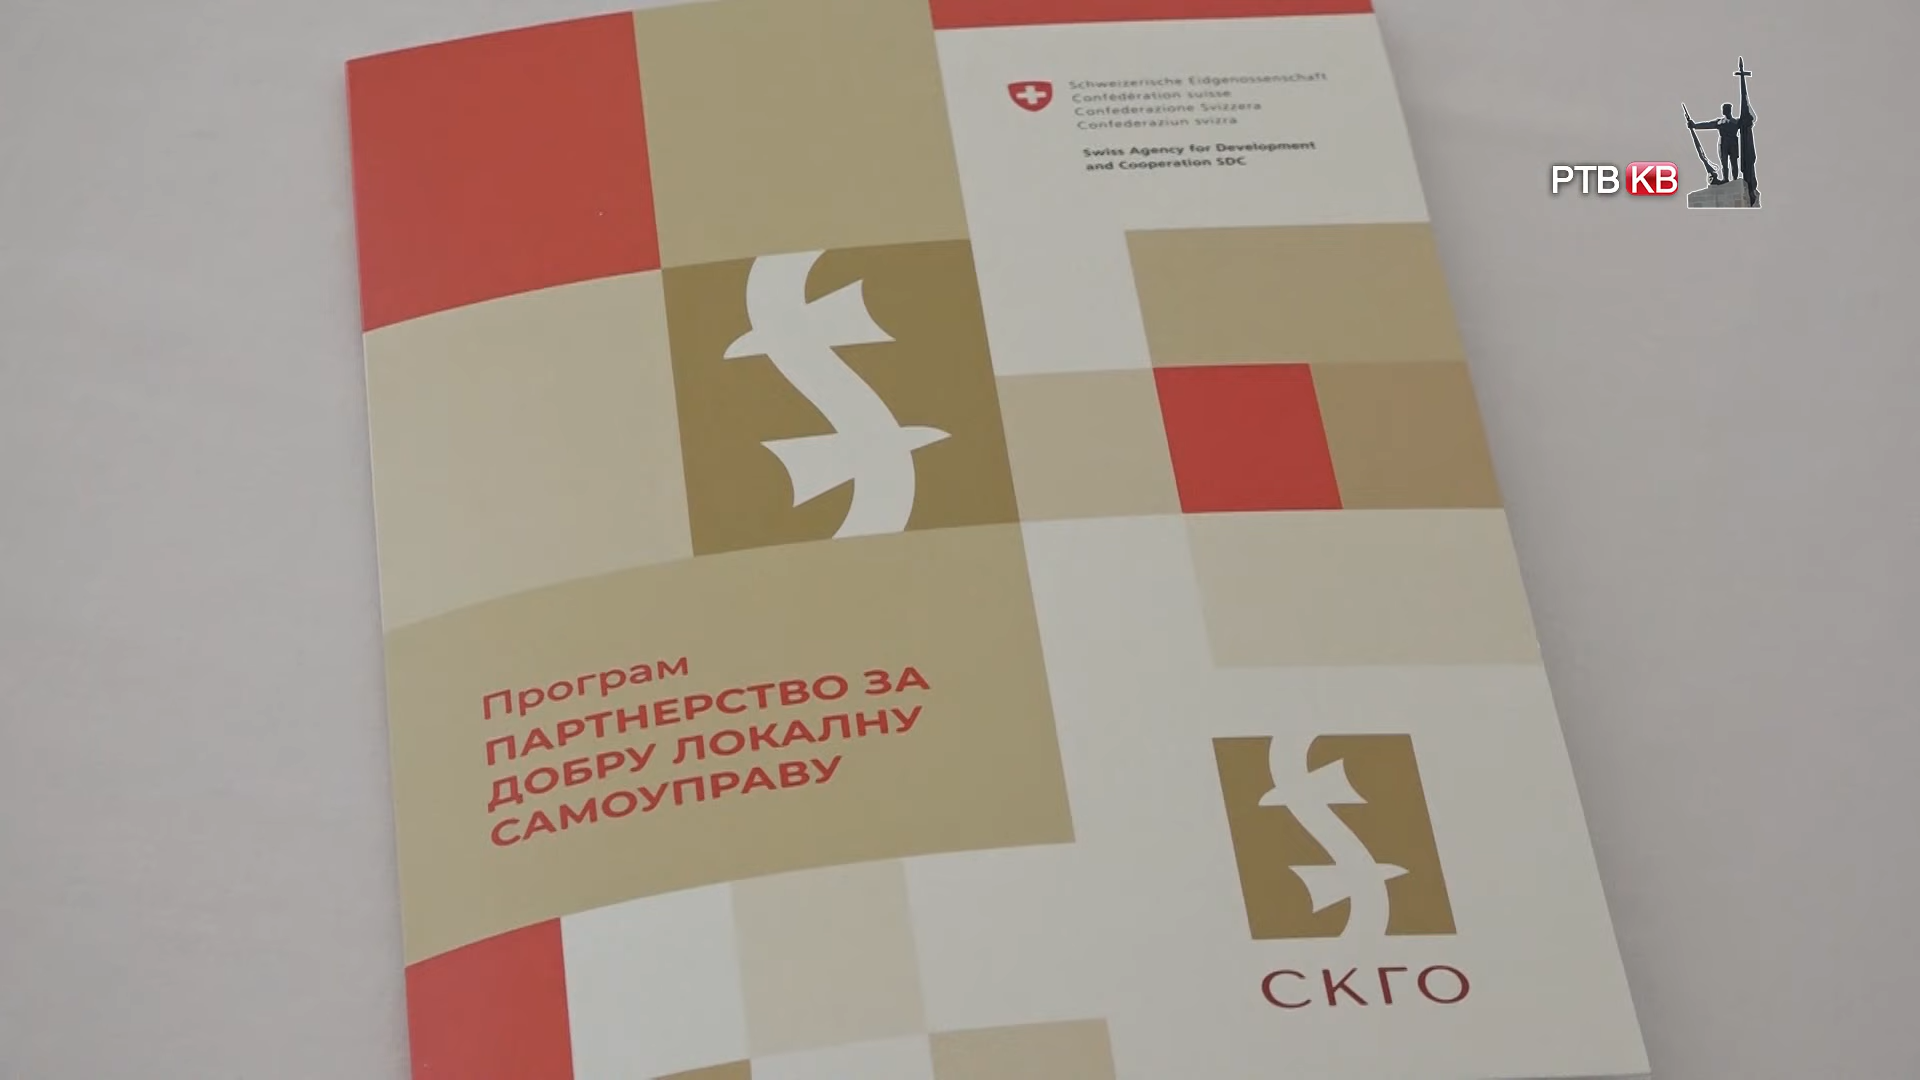 Schweizerische Eidgenossenschaft
Confédération suisse
Confederazione Svizzera
Confederaziun svizra
Swiss Agency for Development
and Cooperation SDC
РТВ КВ
Програм
ПАРТНЕРСТВО ЗА
ДОБРУ ЛОКАЛНУ
САМОУПРАВУ
СКГО